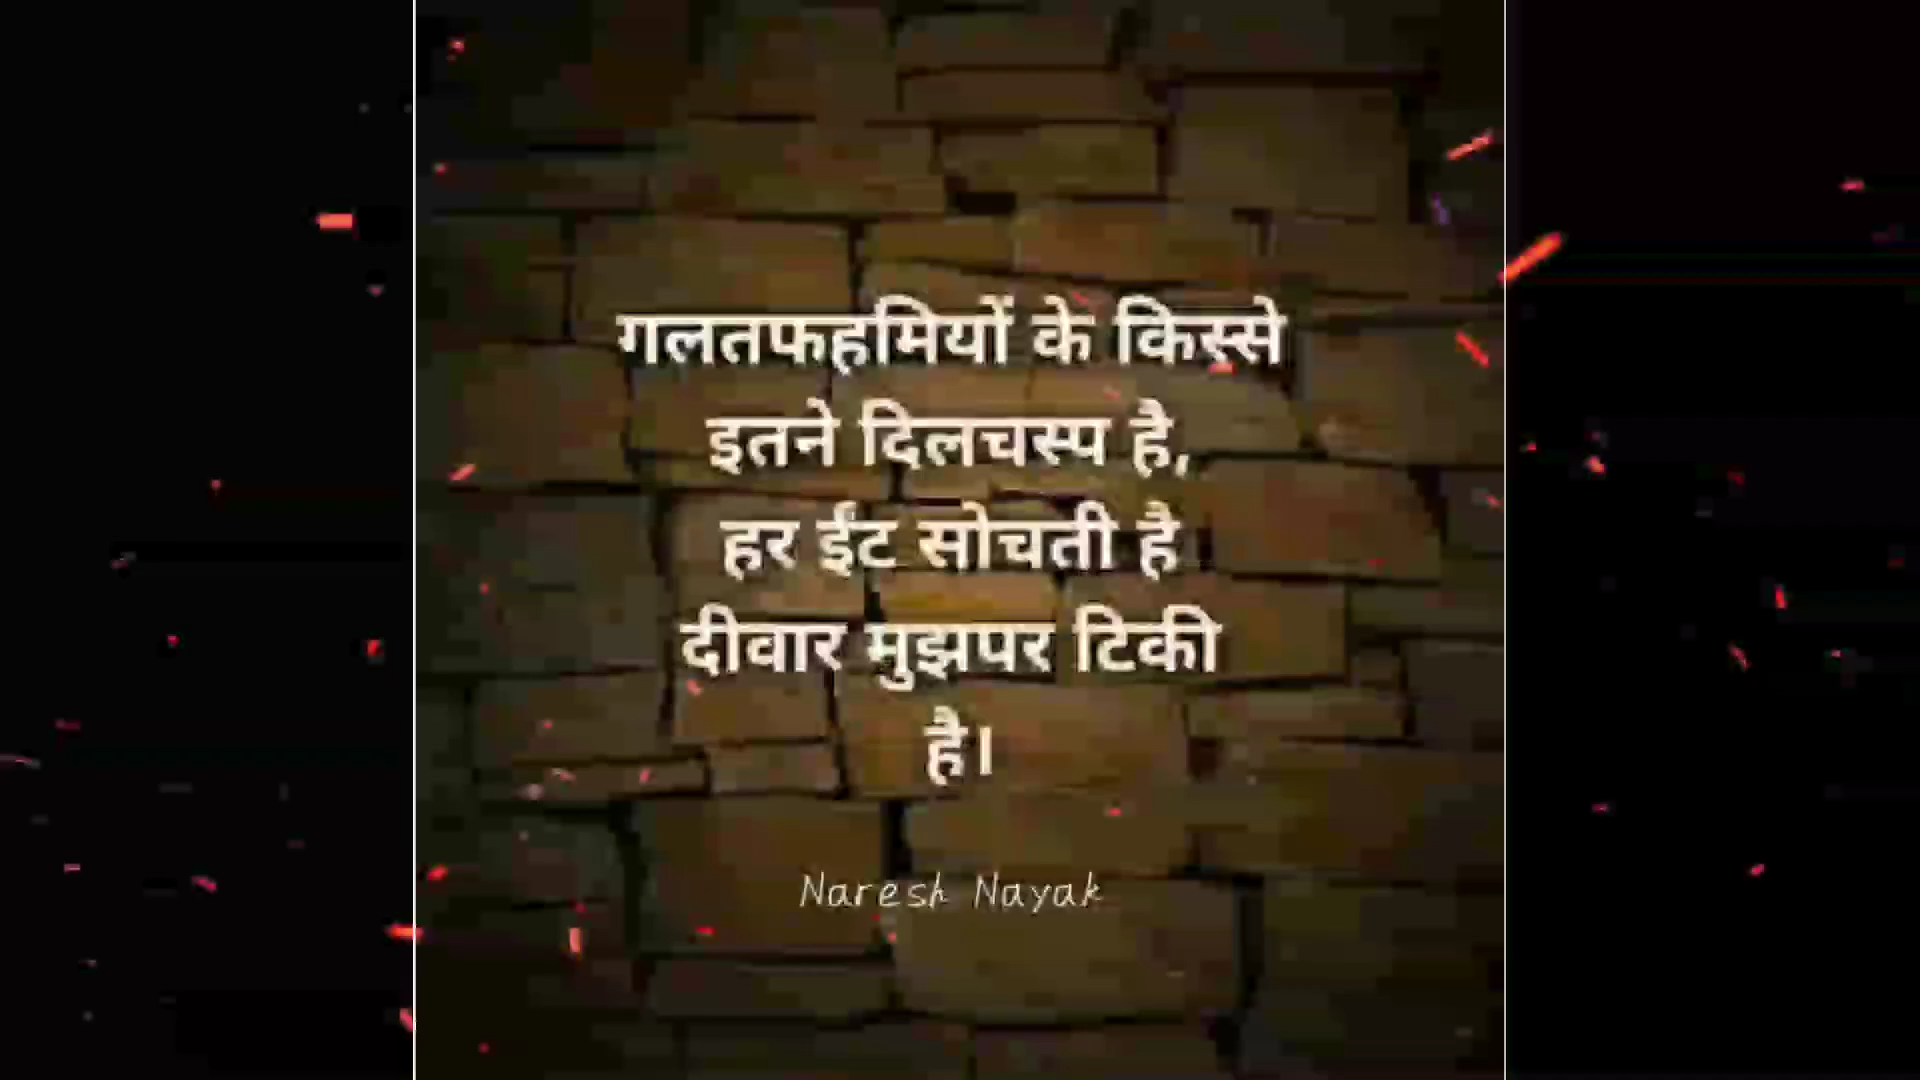 गलतफहमियों के किस्से
इतने दिलचस्प है,
हर ईंट सोचती है
दीवार मुझपर टिकी
है।
Naresh Nayak